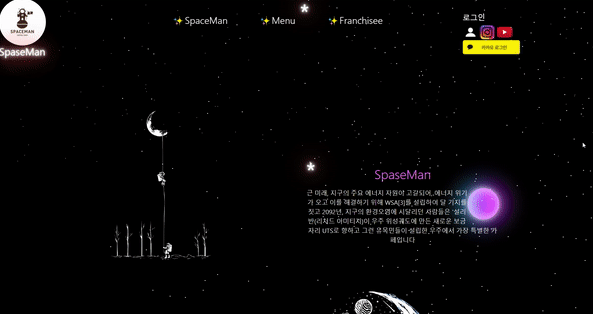 SPACEMAN
SpaseMan
✨SpaceMan
✨Menu
✨Franchisee
로그인
카카오 로그인
SpaseMan
근 미래, 지구의 주요 에너지 자원이 고갈되어, 에너지 위기
가 오고 이를 해결하기 위해 WSA[3]를 설립하여 달 기지를
짓고 2092년, 지구의 환경오염에 시달리던 사람들은 '설리
반(리처드 아미티지)이 우주 위성궤도에 만든 새로운 보금
자리 UTS로 향하고 그런 유목민들이 설립한 우주에서 가장 특별한 카
페입니다